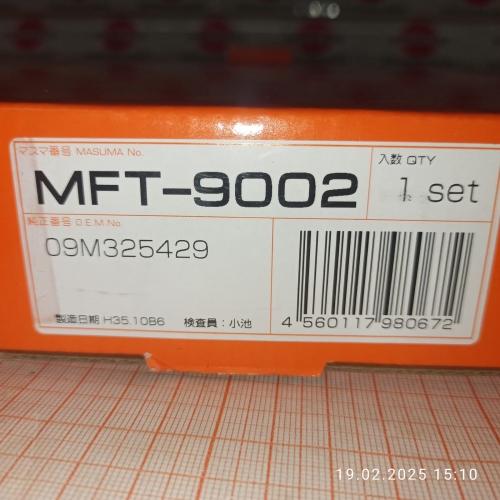 マスマ番号 MASUMA No.
MFT-9002
入数 QTY
1 set
純正番号 O.E.M.No.
09M325429
製造日期 H35.10B6 検査員：小池
4 560117 980672
19.02.2025 15:10